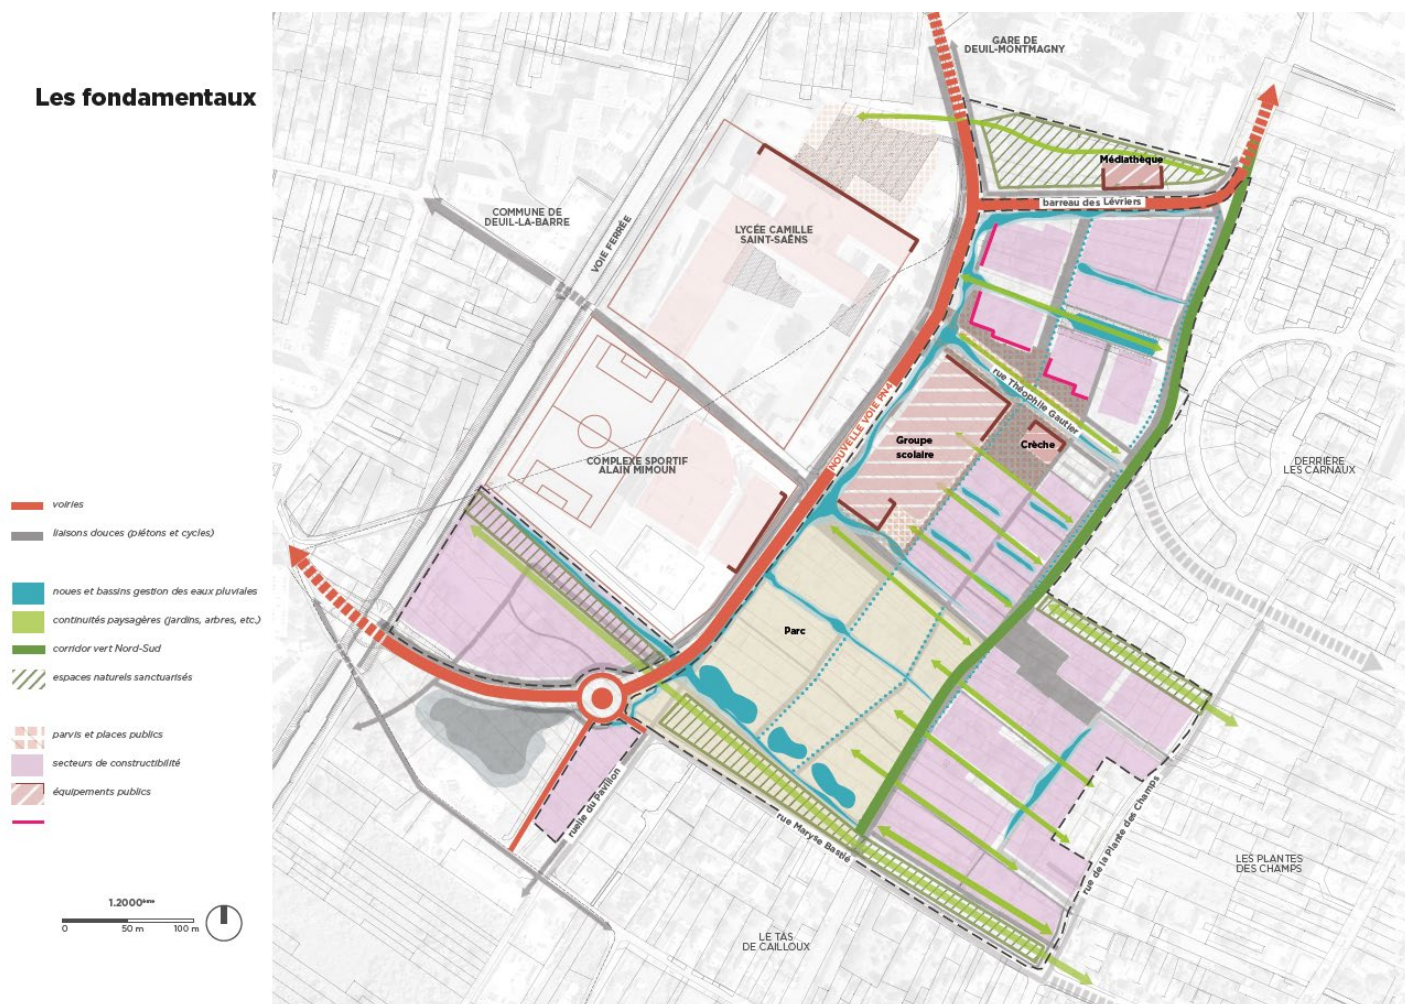 Les fondamentaux
voiries
liaisons douces (piétons et cycles)
noues et bassins gestion des eaux pluviales
continuités paysagères (jardins, arbres, etc.)
corridor vert Nord-Sud
espaces naturels sanctuarisés
parvis et places publics
secteurs de constructibilité
équipements publics
1.2000ème
0
50 m
100 m
GARE DE
DEUIL-MONTMAGNY
Médiathèque
barreau des Lévriers
COMMUNE DE
DEUIL-LA-BARRE
VOIE FERRÉE
LYCÉE CAMILLE
SAINT-SAËNS
NOUVELLE VOIE PN4
rue Théophile Gautier
Groupe
scolaire
Crèche
COMPLEXE SPORTIF
ALAIN MIMOUN
DERRIÈRE
LES CARNAUX
Parc
ruelle du Pavillon
rue Maryse Bastié
rue de la Plante des Champs
LES PLANTES
DES CHAMPS
LE TAS
DE CAILLOUX